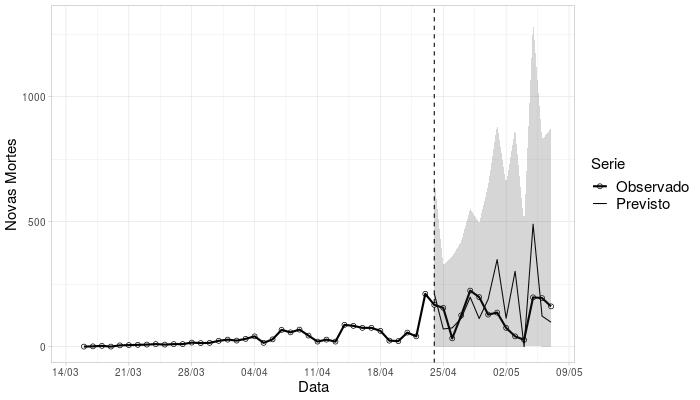 Novas Mortes
1000
500
0
14/03 21/03 28/03 04/04 11/04 18/04 25/04 02/05 09/05
Data
Serie
Observado
Previsto